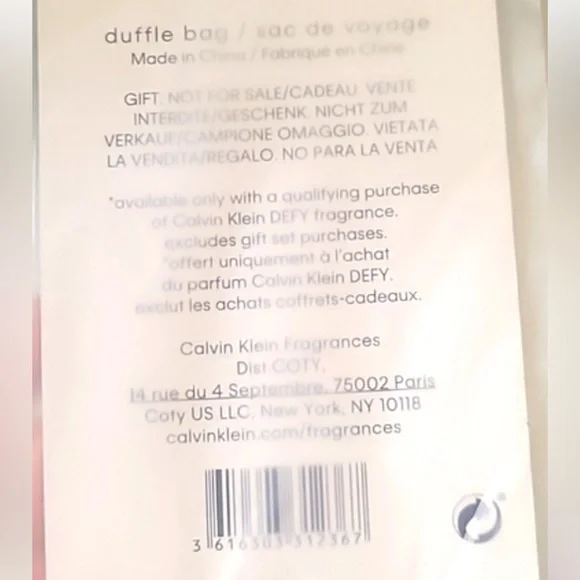 duffle bag / sac de voyage
Made in China / Fabriqué en Chine
GIFT. NOT FOR SALE/CADEAU. VENTE
INTERDITE/GESCHENK. NICHT ZUM
VERKAUF/CAMPIONE OMAGGIO. VIETATA
LA VENDITA/REGALO. NO PARA LA VENTA
*available only with a qualifying purchase
of Calvin Klein DEFY fragrance.
excludes gift set purchases.
*offert uniquement à l'achat
du parfum Calvin Klein DEFY.
exclut les achats coffrets-cadeaux.
Calvin Klein Fragrances
Dist COTY,
14 rue du 4 Septembre, 75002 Paris
Coty US LLC, New York, NY 10118
calvinklein.com/fragrances
3 616303 312367